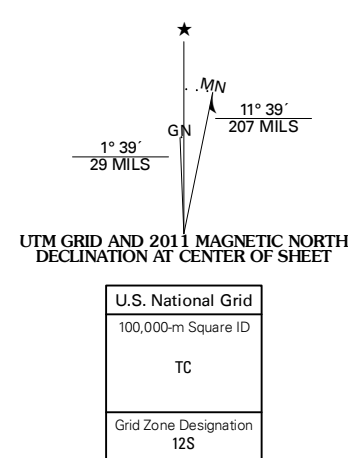 ★
MN
GN
11° 39´
207 MILS
1° 39´
29 MILS
UTM GRID AND 2011 MAGNETIC NORTH
DECLINATION AT CENTER OF SHEET
U.S. National Grid
100,000-m Square ID
TC
Grid Zone Designation
12S